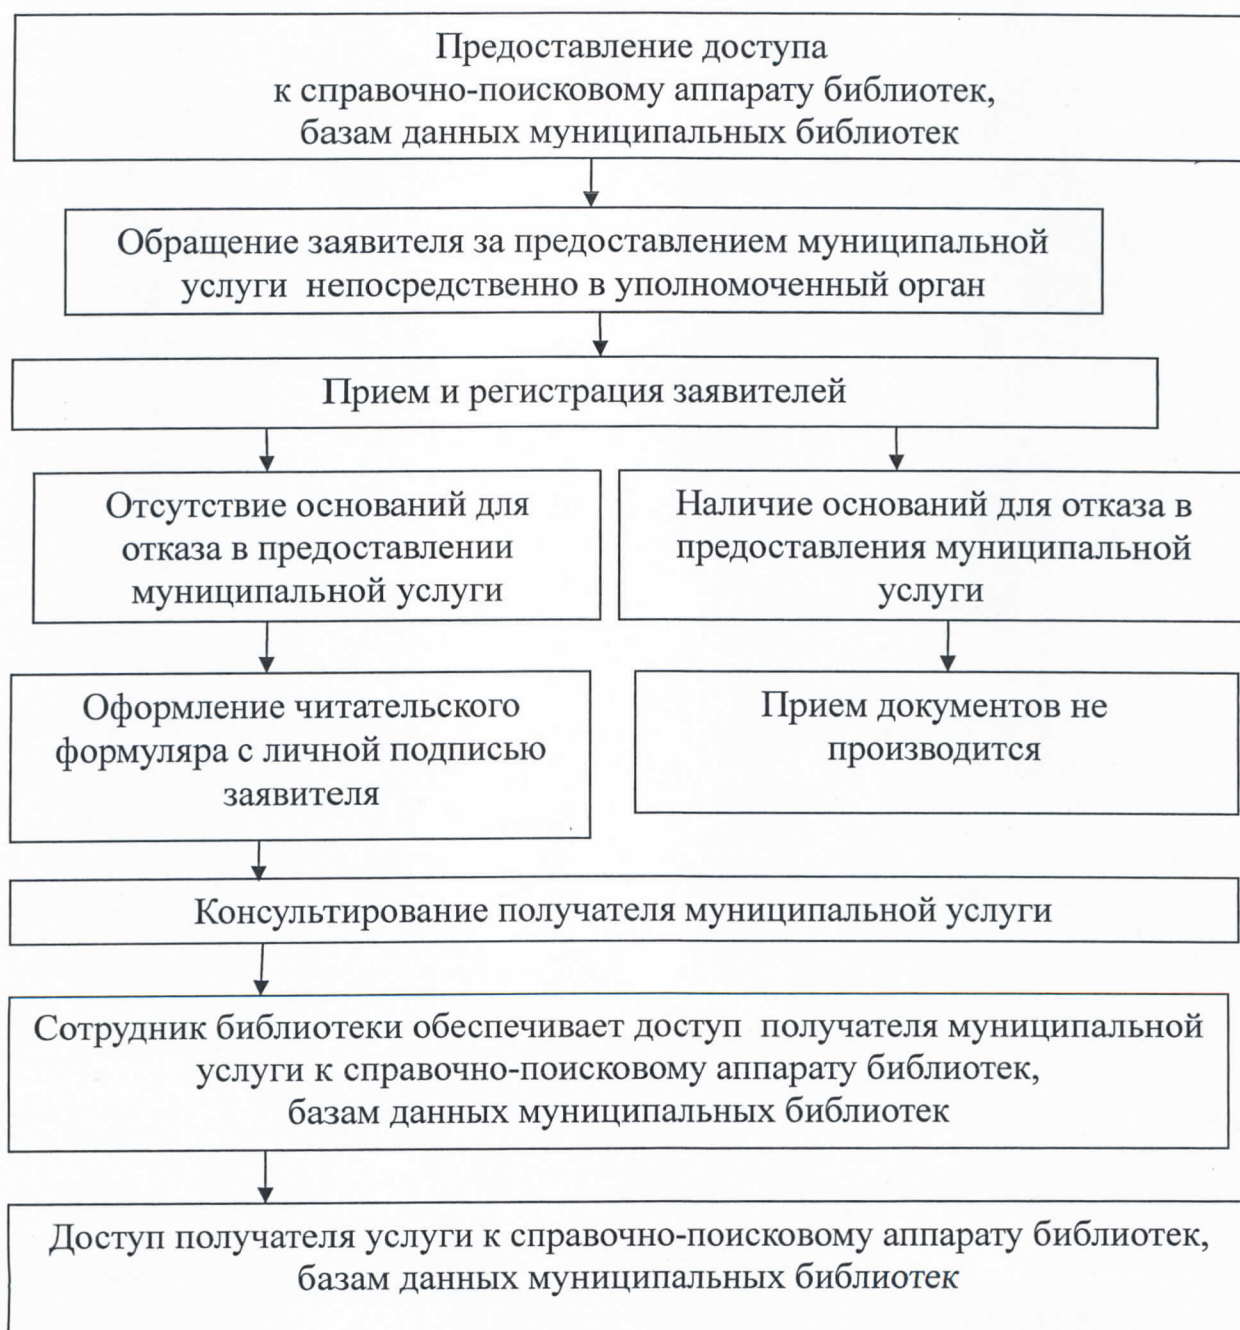 Предоставление доступа
к справочно-поисковому аппарату библиотек,
базам данных муниципальных библиотек
Обращение заявителя за предоставлением муниципальной
услуги непосредственно в уполномоченный орган
Прием и регистрация заявителей
Отсутствие оснований для
отказа в предоставлении
муниципальной услуги
Наличие оснований для отказа в
предоставления муниципальной
услуги
Оформление читательского
формуляра с личной подписью
заявителя
Прием документов не
производится
Консультирование получателя муниципальной услуги
Сотрудник библиотеки обеспечивает доступ получателя муниципальной
услуги к справочно-поисковому аппарату библиотек,
базам данных муниципальных библиотек
Доступ получателя услуги к справочно-поисковому аппарату библиотек,
базам данных муниципальных библиотек